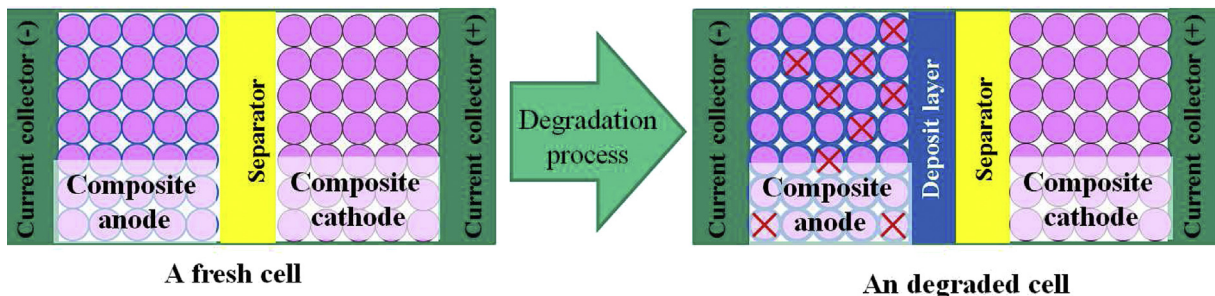 Current collector (-)
Composite
anode
Separator
Composite
cathode
Current collector (+)
A fresh cell
Degradation
process
Current collector (-)
Composite
anode
Deposit layer
Separator
Composite
cathode
Current collector (+)
An degraded cell